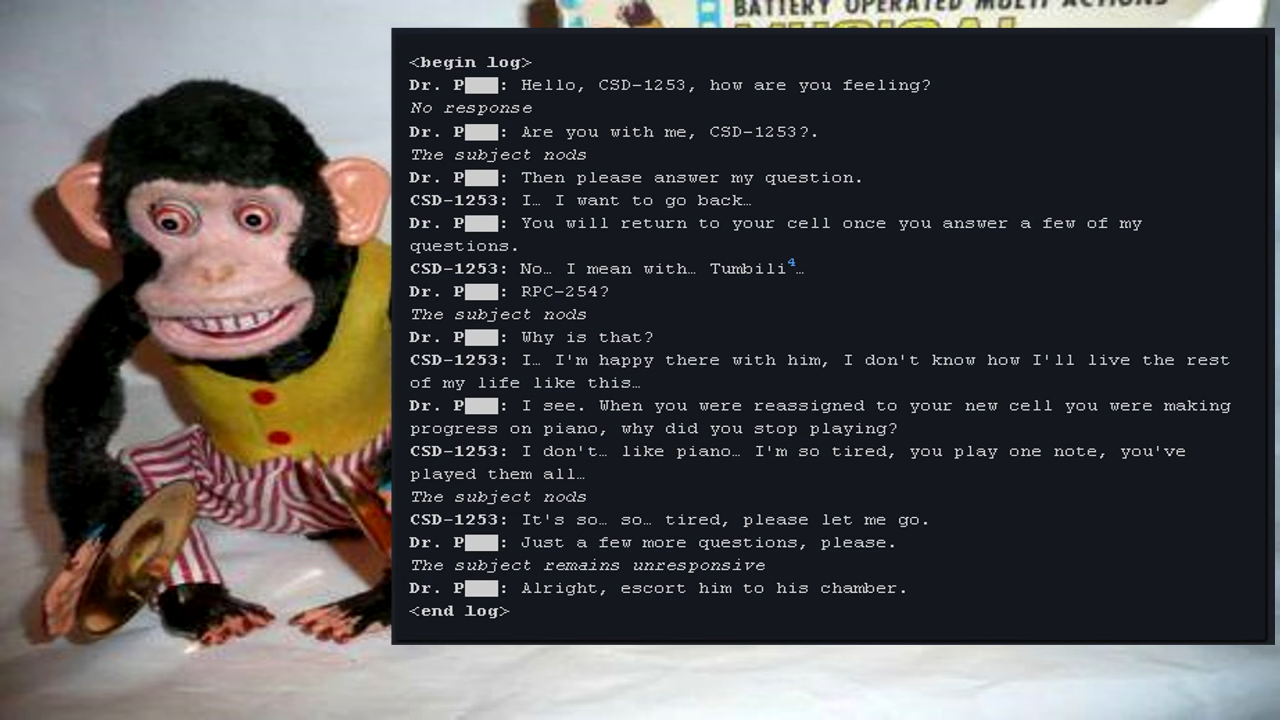 BATTERY OPERATED MULTI ACTIONS
MUSICAL
<begin log>
Dr. P███: Hello, CSD-1253, how are you feeling?
No response
Dr. P███: Are you with me, CSD-1253?.
The subject nods
Dr. P███: Then please answer my question.
CSD-1253: I… I want to go back…
Dr. P███: You will return to your cell once you answer a few of my
questions.
CSD-1253: No… I mean with… Tumbili4…
Dr. P███: RPC-254?
The subject nods
Dr. P███: Why is that?
CSD-1253: I… I'm happy there with him, I don't know how I'll live the rest
of my life like this…
Dr. P███: I see. When you were reassigned to your new cell you were making
progress on piano, why did you stop playing?
CSD-1253: I don't… like piano… I'm so tired, you play one note, you've
played them all…
The subject nods
CSD-1253: It's so… so… tired, please let me go.
Dr. P███: Just a few more questions, please.
The subject remains unresponsive
Dr. P███: Alright, escort him to his chamber.
<end log>